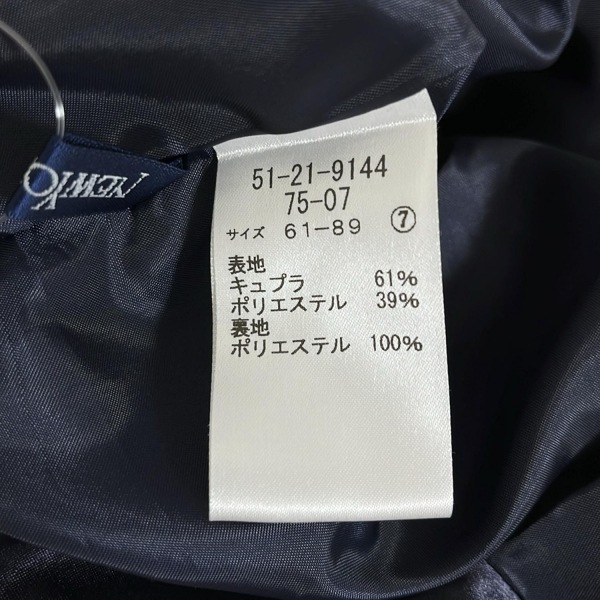 51-21-9144
75-07
サイズ 61-89 ⑦
表地
キュプラ 61%
ポリエステル 39%
裏地
ポリエステル 100%